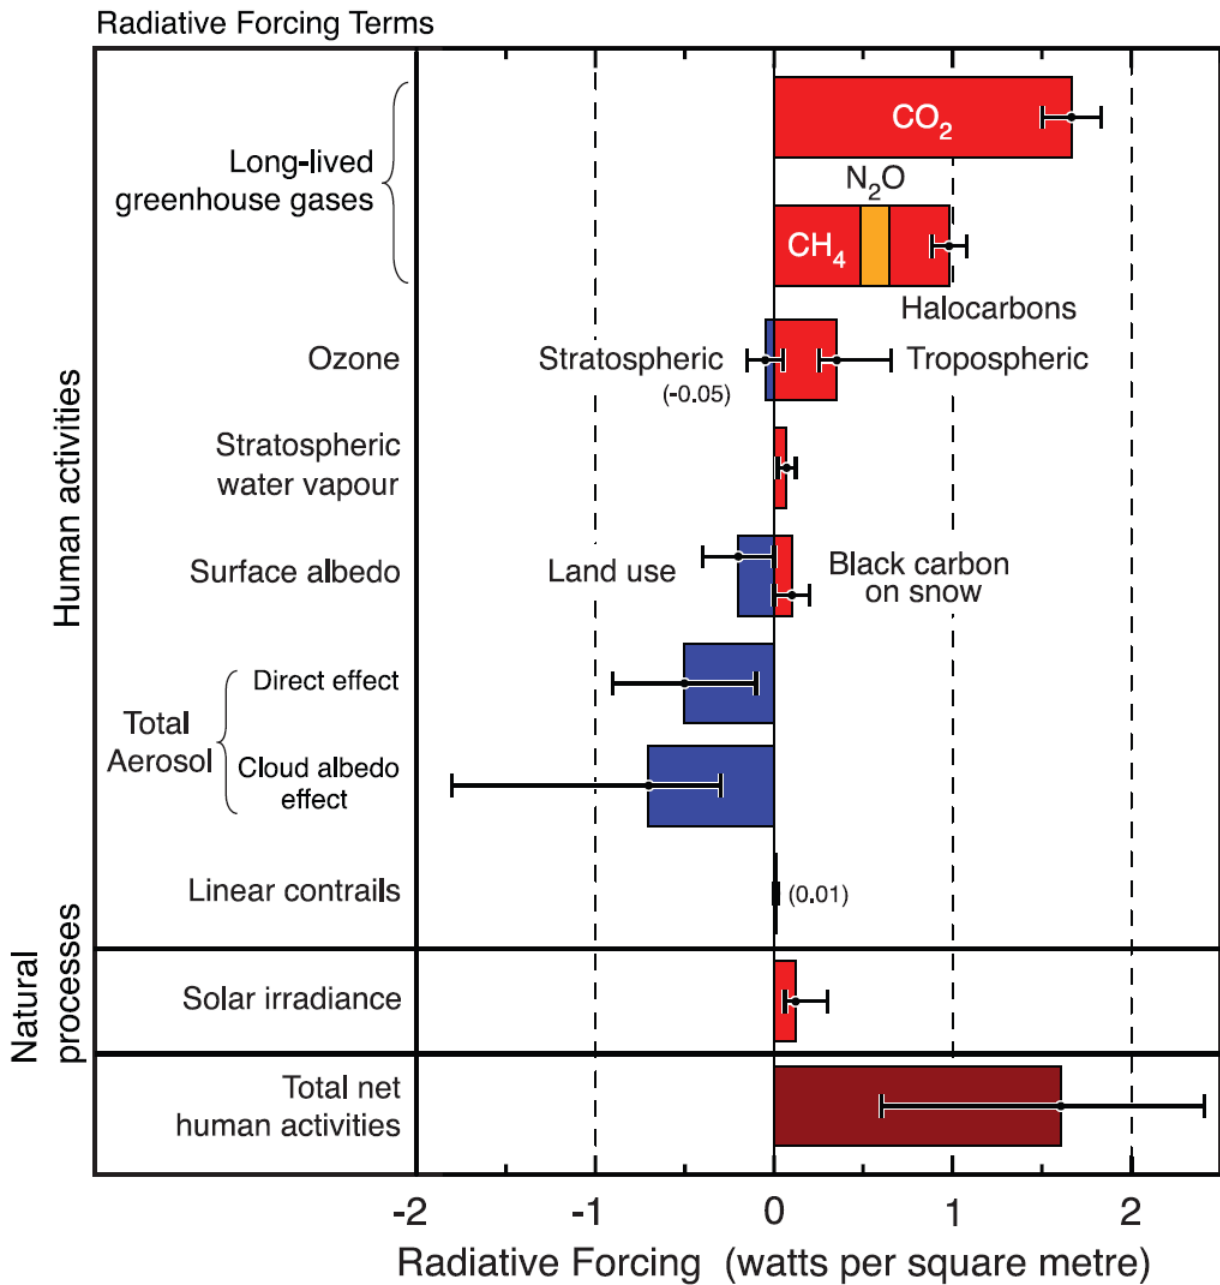 Radiative Forcing Terms
Human activities
Long-lived
greenhouse gases
CO₂
N₂O
CH₄
Halocarbons
Ozone
Stratospheric
(-0.05)
Tropospheric
Stratospheric
water vapour
Surface albedo
Land use
Black carbon
on snow
Total
Aerosol
Direct effect
Cloud albedo
effect
Linear contrails
(0.01)
Natural
processes
Solar irradiance
Total net
human activities
-2 -1 0 1 2
Radiative Forcing (watts per square metre)